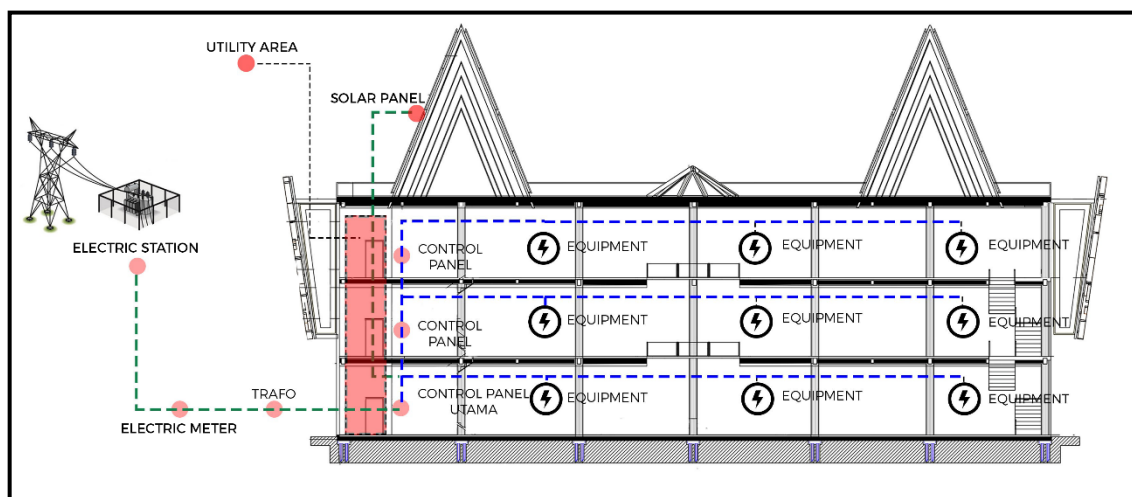 UTILITY AREA
SOLAR PANEL
ELECTRIC STATION
CONTROL
PANEL
EQUIPMENT
EQUIPMENT
EQUIPMENT
CONTROL
PANEL
EQUIPMENT
EQUIPMENT
EQUIPMENT
TRAFO
ELECTRIC METER
CONTROL PANEL
UTAMA
EQUIPMENT
EQUIPMENT
EQUIPMENT